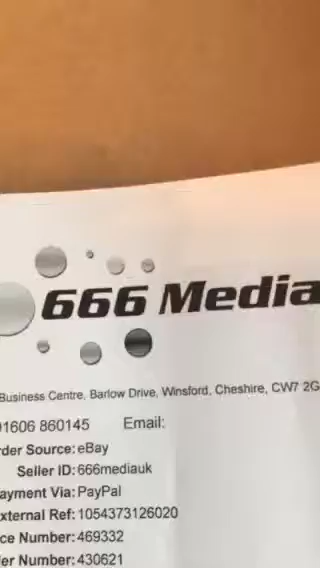 666 Media
Business Centre, Barlow Drive, Winsford, Cheshire, CW7 2G
01606 860145 Email:
rder Source: eBay
Seller ID: 666mediauk
ayment Via: PayPal
xternal Ref: 1054373126020
ice Number: 469332
er Number: 430621